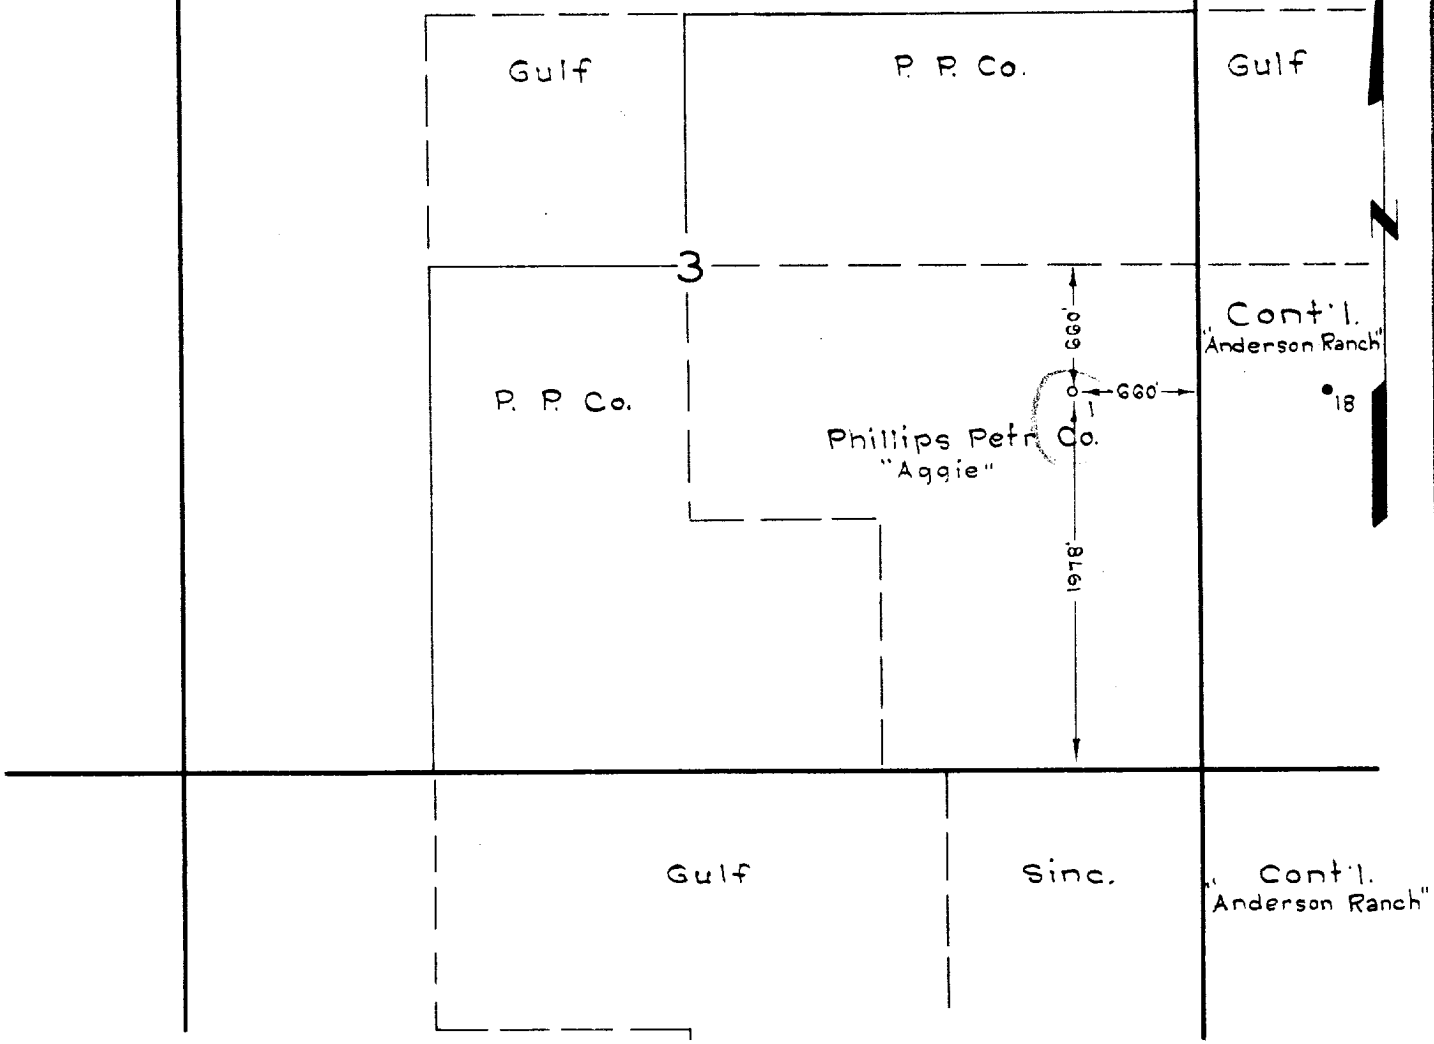 Gulf
P. P. Co.
Gulf
N
3
Cont'l.
"Anderson Ranch"
660'
660'
1
18
P. P. Co.
Phillips Petr. Co.
"Aggie"
1978'
Gulf
Sinc.
Cont'l.
"Anderson Ranch"